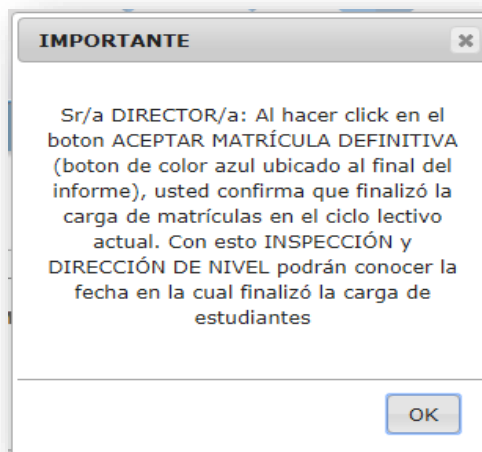 IMPORTANTE
Sr/a DIRECTOR/a: Al hacer click en el
boton ACEPTAR MATRÍCULA DEFINITIVA
(boton de color azul ubicado al final del
informe), usted confirma que finalizó la
carga de matrículas en el ciclo lectivo
actual. Con esto INSPECCIÓN y
DIRECCIÓN DE NIVEL podrán conocer la
fecha en la cual finalizó la carga de
estudiantes
OK